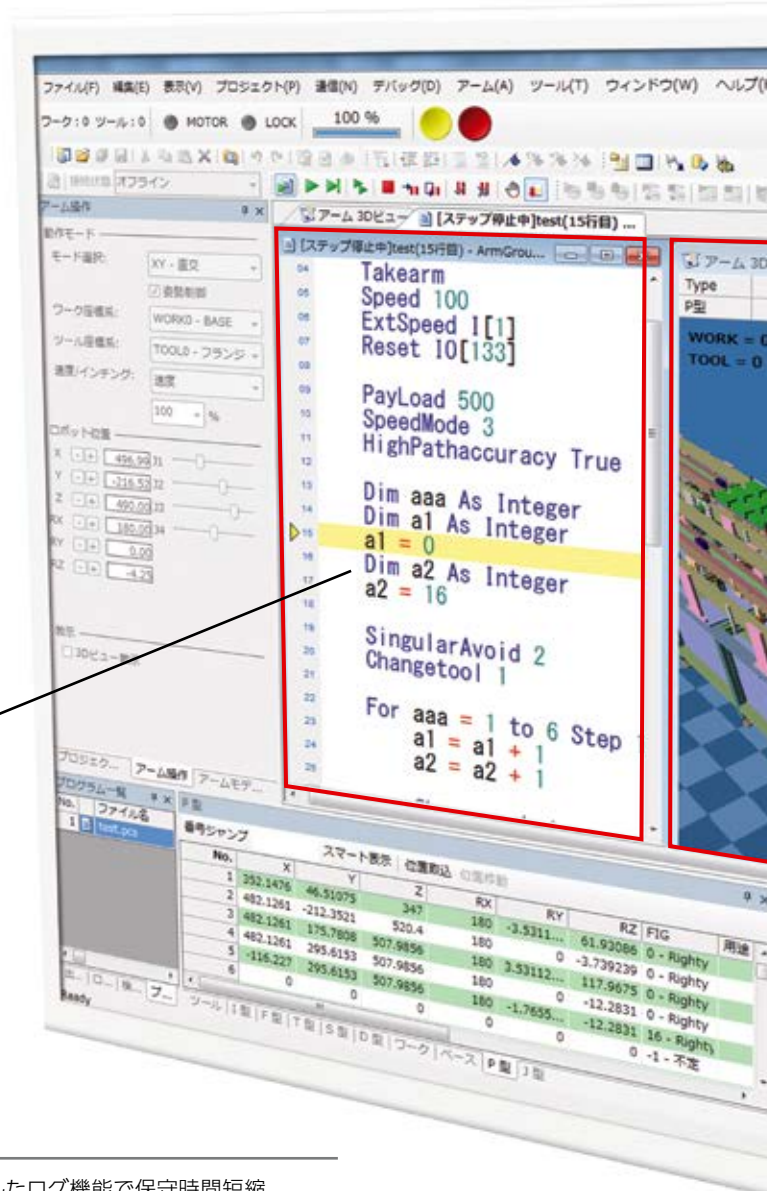 ファイル(F) 編集(E) 表示(V) プロジェクト(P) 通信(N) デバッグ(D) アーム(A) ツール(T) ウィンドウ(W) ヘルプ(
ワーク:0 ツール:0 MOTOR LOCK 100 %
オフライン
アーム操作
アーム 3Dビュー [ステップ停止中]test(15行目) ...
動作モード
モード選択: XY - 直交
姿勢制御
ワーク座標系: WORK0 - BASE
ツール座標系: TOOL0 - フランジ
速度/インチング: 速度
100 %
ロボット位置
X - + 496.99 J1
Y - + -216.53 J2
Z - + 490.00 J3
RX - + 180.00 J4
RY - + 0.00
RZ - + -4.25
教示
3Dビュー教示
プロジェク... アーム操作 アームモデ...
[ステップ停止中]test(15行目) - ArmGrou...
04 Takearm
05 Speed 100
06 ExtSpeed I[1]
07 Reset IO[133]
08
09 PayLoad 500
10 SpeedMode 3
11 HighPathaccuracy True
12
13 Dim aaa As Integer
14 Dim a1 As Integer
15 a1 = 0
16 Dim a2 As Integer
17 a2 = 16
18
19
20 SingularAvoid 2
21 Changetool 1
22
23 For aaa = 1 to 6 Step
24 a1 = a1 + 1
25 a2 = a2 + 1
アーム 3D
Type
P型
WORK = 0
TOOL = 0
プログラム一覧
No. ファイル名
1 test.pcs
P型
番号ジャンプ スマート表示 位置取込 位置移動
No. X Y Z RX RY RZ FIG 用途
1 352.1476 46.51075 347 180 -3.5311... 61.93086 0 - Righty
2 482.1261 -212.3521 520.4 180 0 -3.739239 0 - Righty
3 482.1261 175.7808 507.9856 180 3.53112... 117.9675 0 - Righty
4 482.1261 295.6153 507.9856 180 0 -12.2831 0 - Righty
5 -116.227 295.6153 507.9856 180 -1.7655... -12.2831 16 - Righty
6 0 0 0 0 0 0 -1 - 不定
ツール I型 F型 T型 S型 D型 ワーク ベース P型 J型
Ready
たログ機能で保守時間短縮